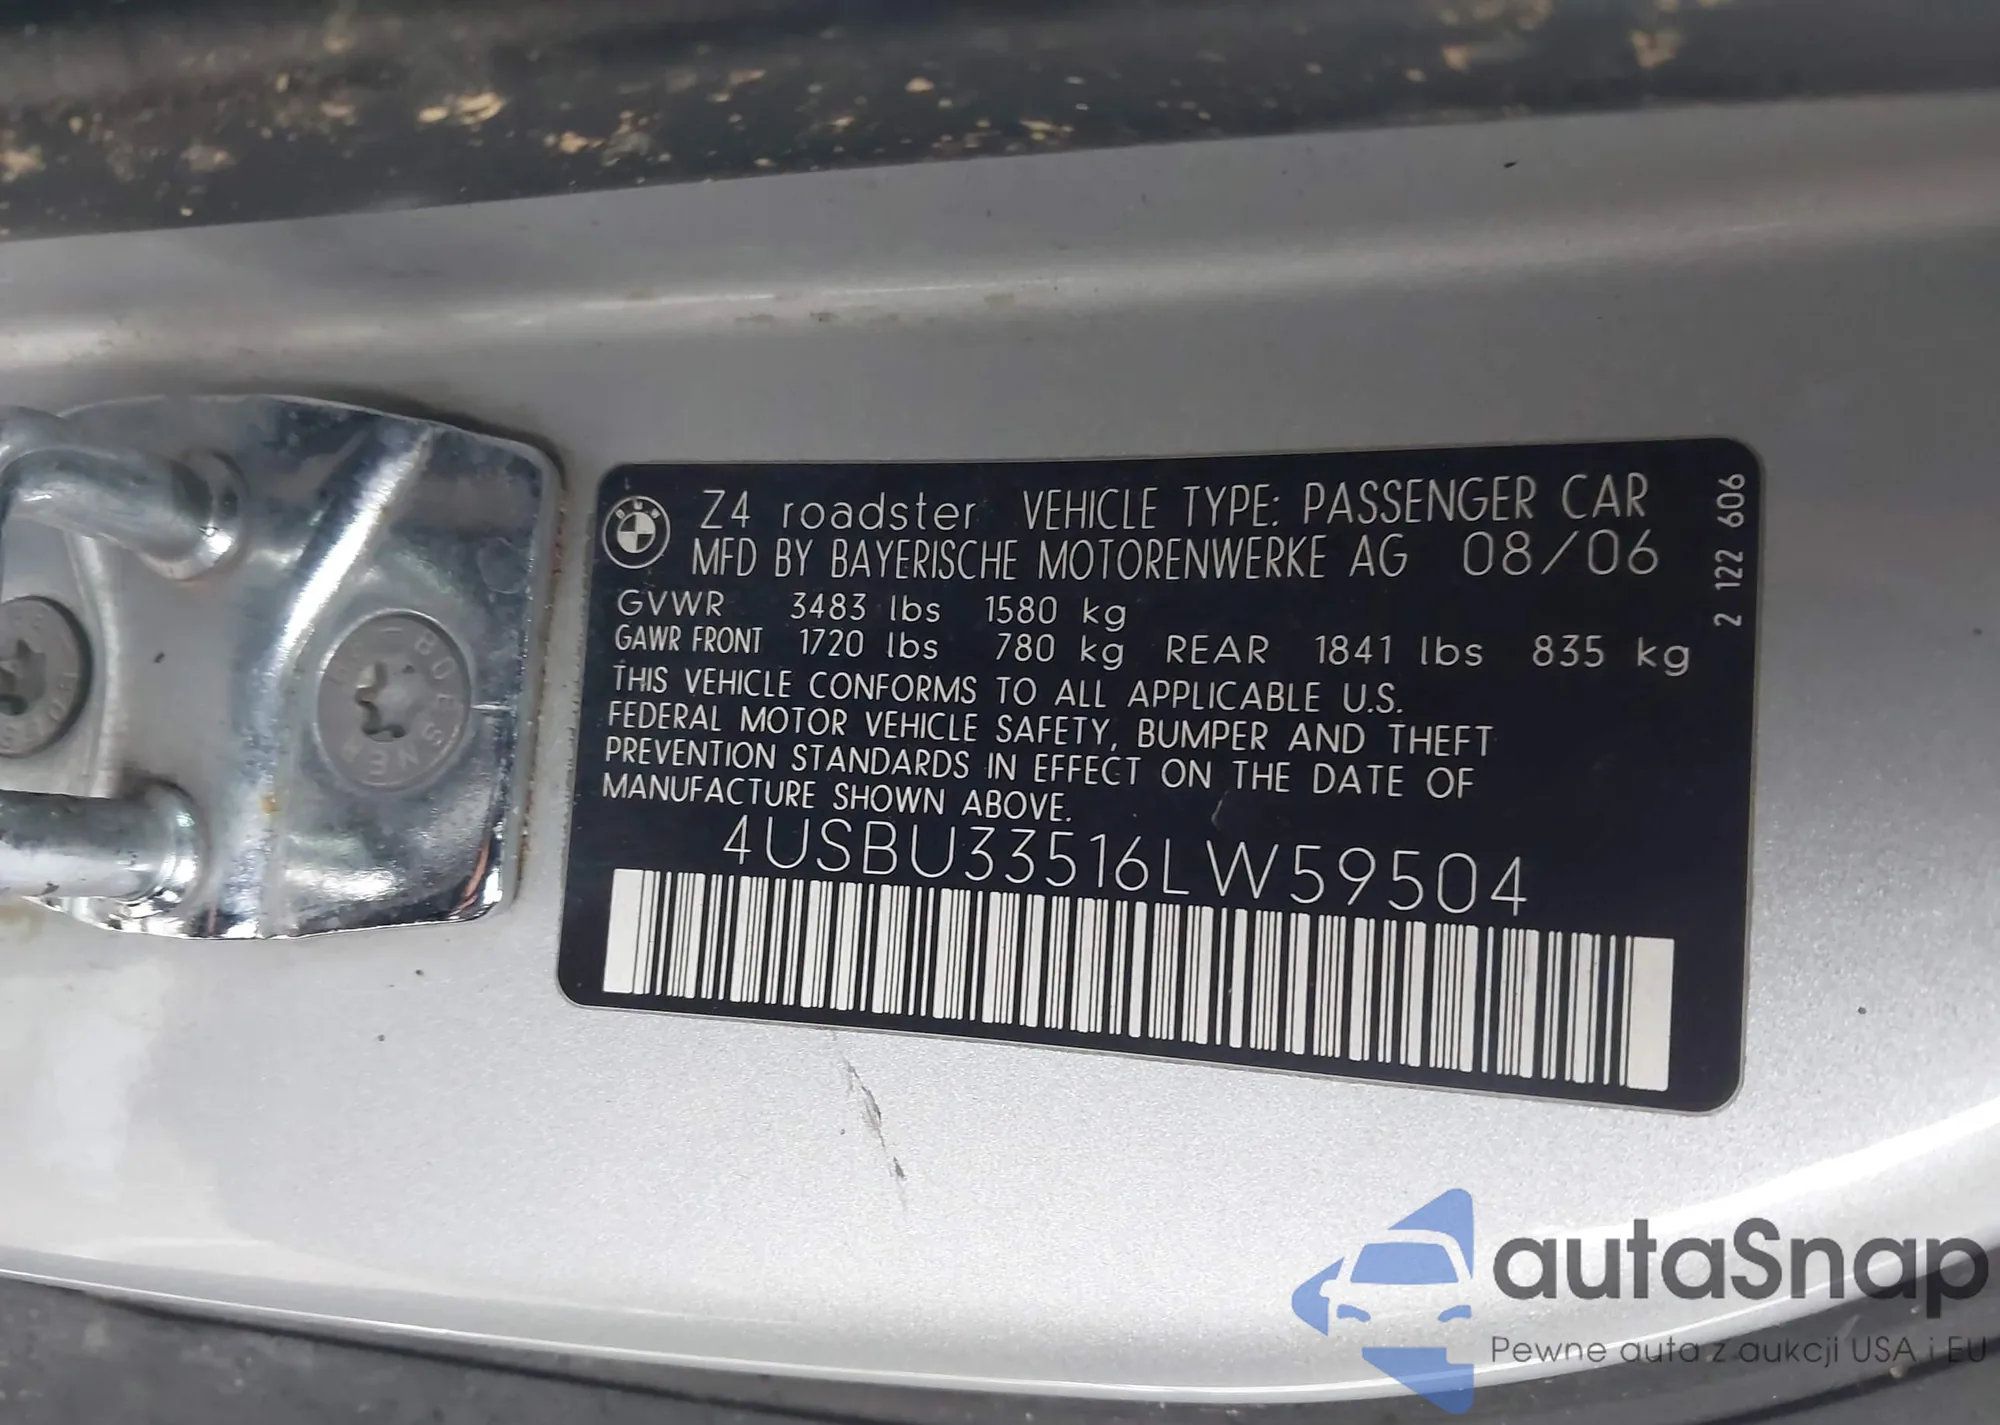 Z4 roadster VEHICLE TYPE: PASSENGER CAR
MFD BY BAYERISCHE MOTORENWERKE AG 08/06
GVWR 3483 lbs 1580 kg
GAWR FRONT 1720 lbs 780 kg REAR 1841 lbs 835 kg
THIS VEHICLE CONFORMS TO ALL APPLICABLE U.S.
FEDERAL MOTOR VEHICLE SAFETY, BUMPER AND THEFT
PREVENTION STANDARDS IN EFFECT ON THE DATE OF
MANUFACTURE SHOWN ABOVE.
4USBU33516LW59504
2 122 606
BMW
BOESNER
autaSnap
Pewne auta z aukcji USA i EU